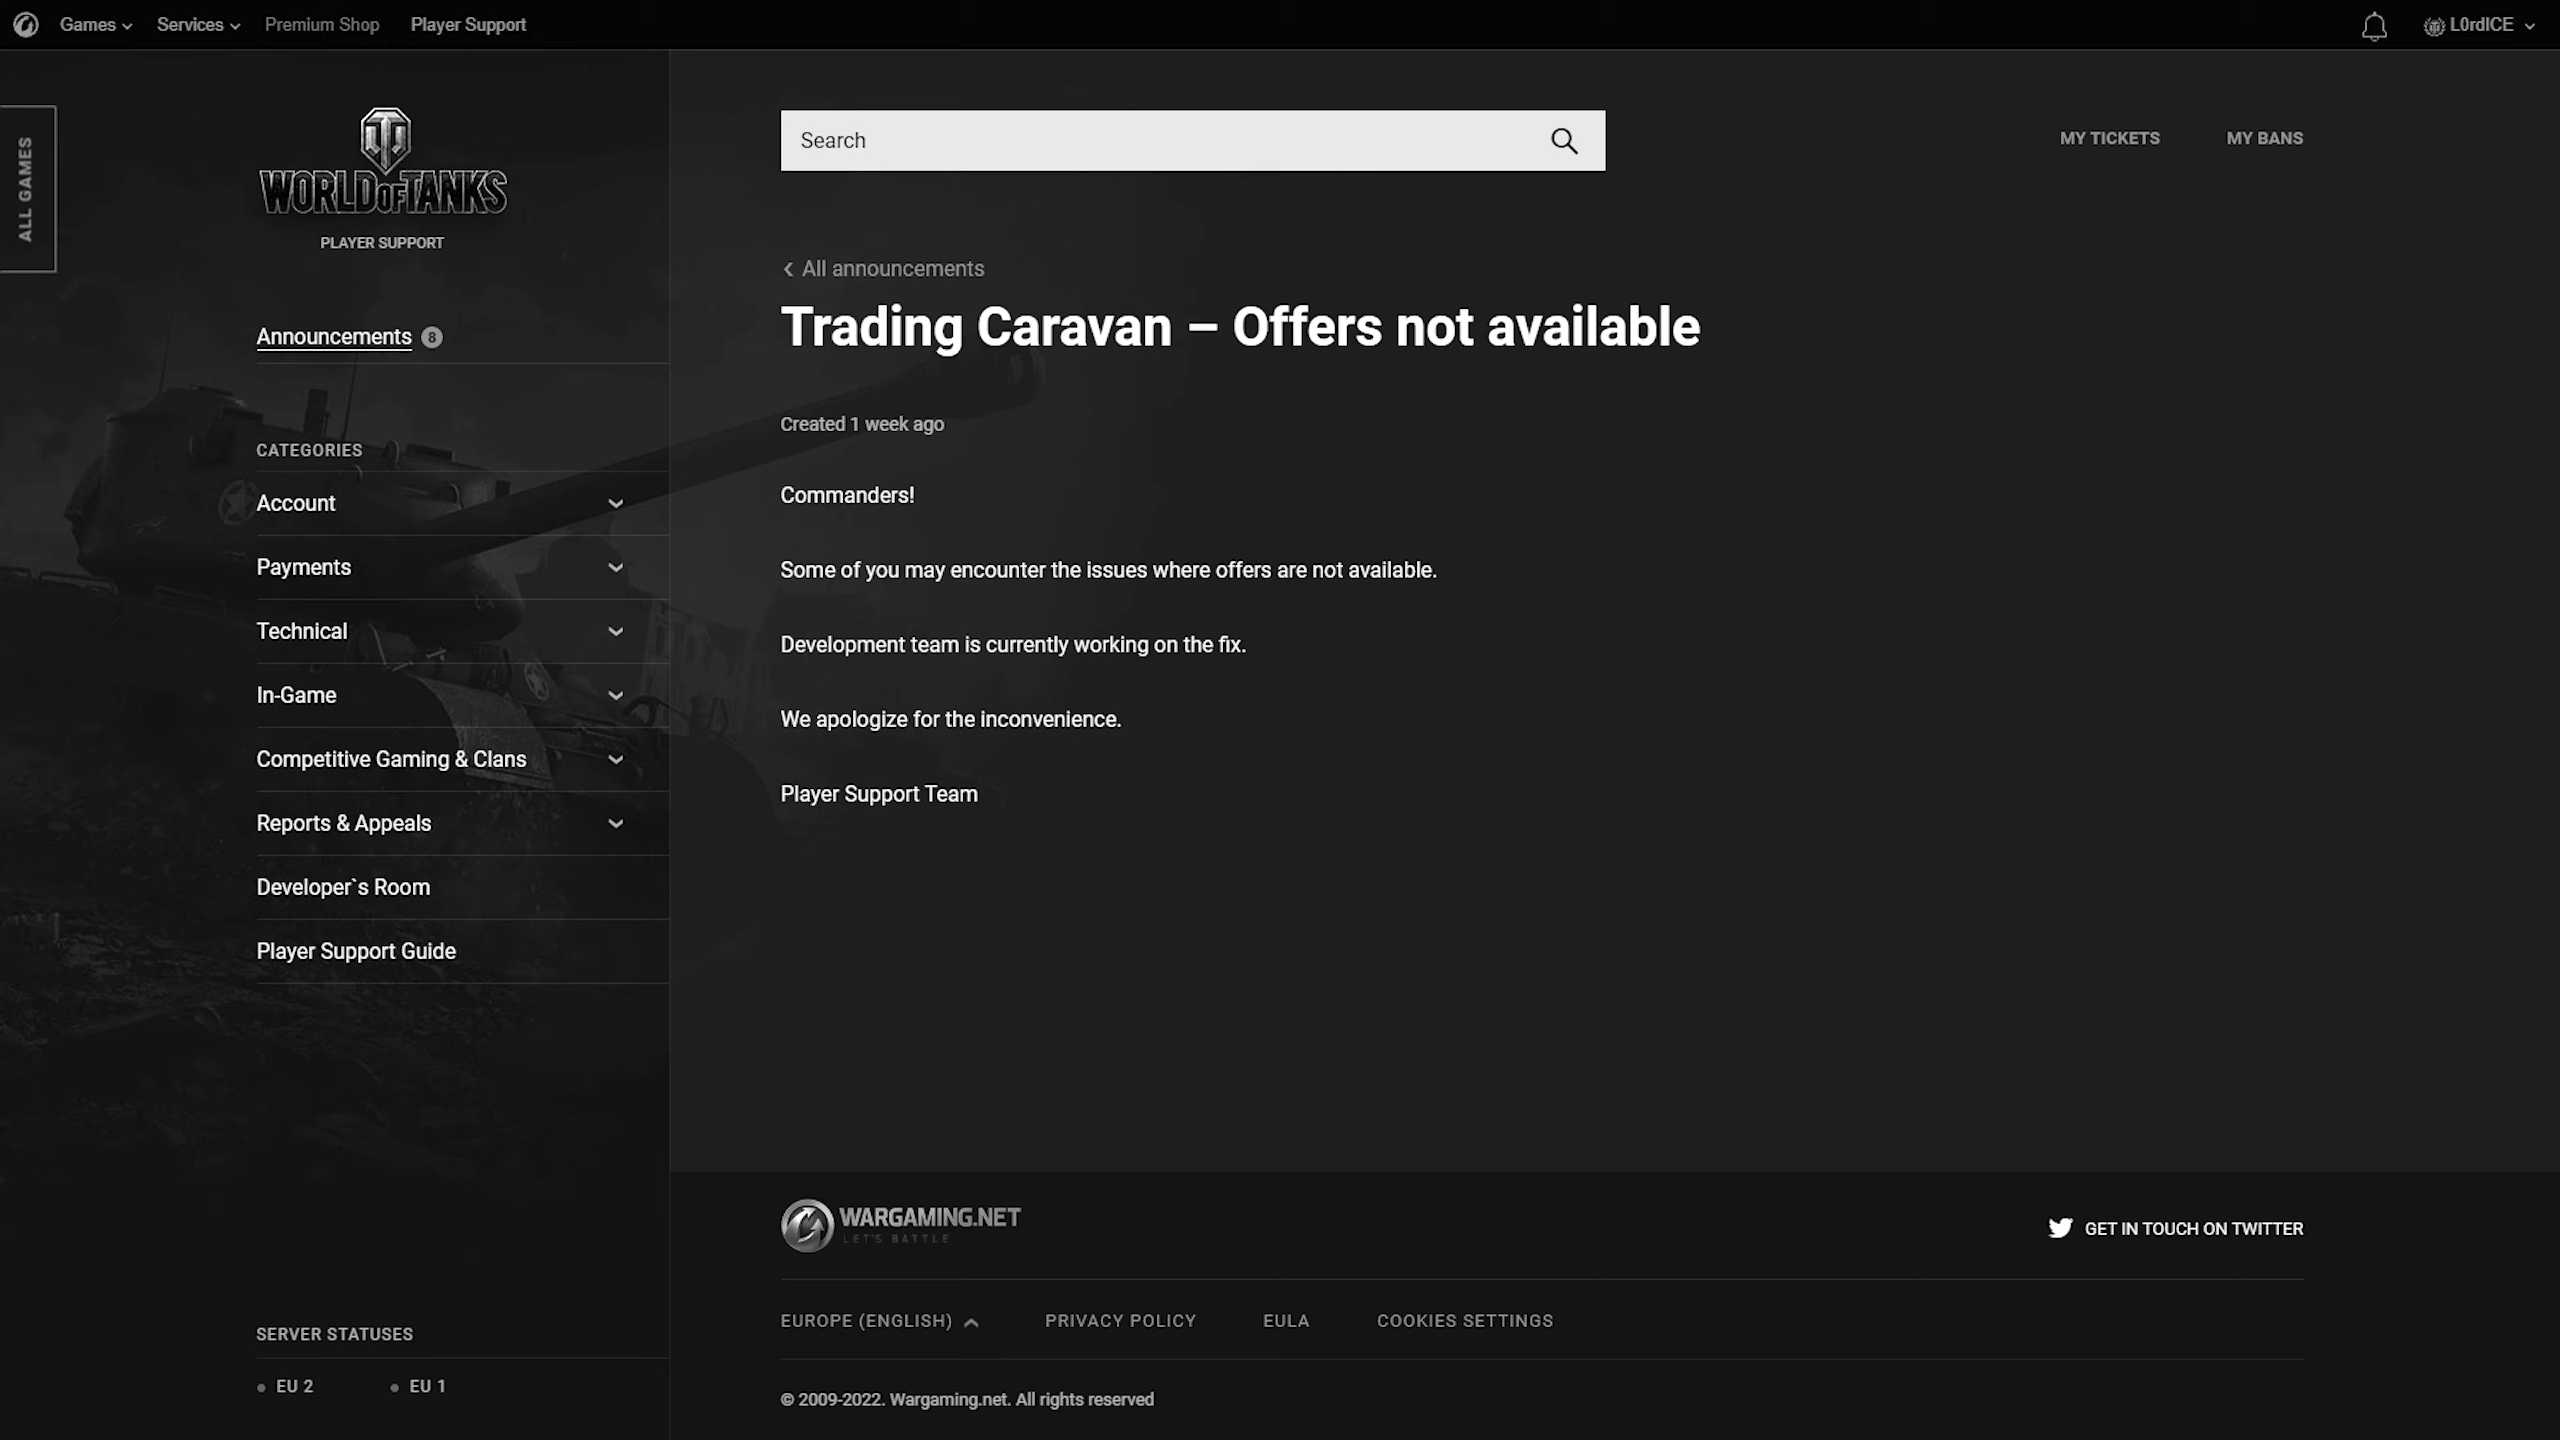 Games
Services
Premium Shop
Player Support
L0rdICE
ALL GAMES
WORLD OF TANKS
PLAYER SUPPORT
Announcements 8
CATEGORIES
Account
Payments
Technical
In-Game
Competitive Gaming & Clans
Reports & Appeals
Developer`s Room
Player Support Guide
SERVER STATUSES
EU 2
EU 1
Search
MY TICKETS
MY BANS
All announcements
Trading Caravan – Offers not available
Created 1 week ago
Commanders!
Some of you may encounter the issues where offers are not available.
Development team is currently working on the fix.
We apologize for the inconvenience.
Player Support Team
WARGAMING.NET
LET'S BATTLE
GET IN TOUCH ON TWITTER
EUROPE (ENGLISH)
PRIVACY POLICY
EULA
COOKIES SETTINGS
© 2009-2022. Wargaming.net. All rights reserved